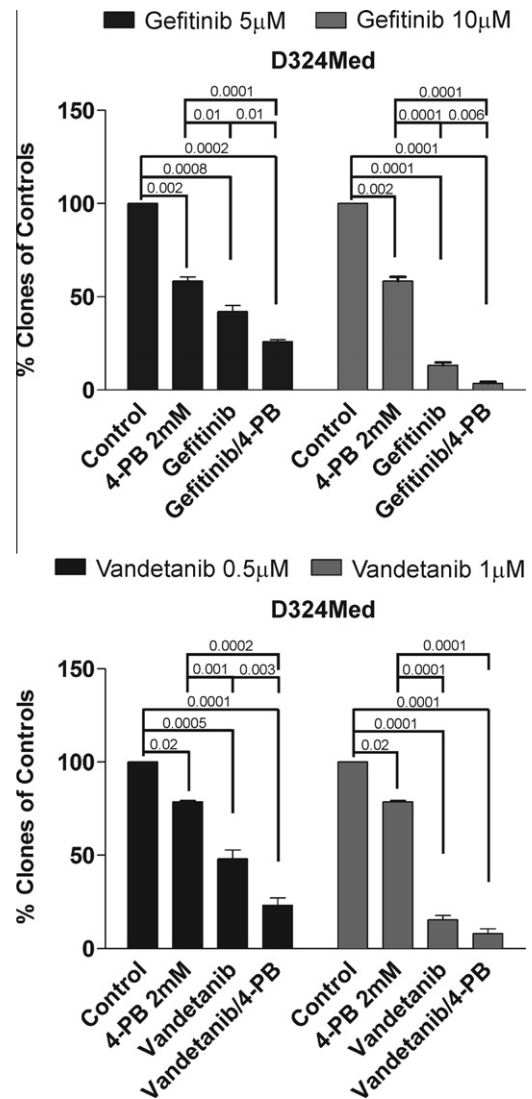 Gefitinib 5μM Gefitinib 10μM
D324Med
% Clones of Controls
150
100
50
0
0.0001 0.0001
0.01 0.01 0.0001 0.006
0.0002 0.0001
0.0008 0.0001
0.002 0.002
Control 4-PB 2mM Gefitinib Gefitinib/4-PB Control 4-PB 2mM Gefitinib Gefitinib/4-PB
Vandetanib 0.5μM Vandetanib 1μM
D324Med
% Clones of Controls
150
100
50
0
0.0002 0.0001
0.001 0.003 0.0001
0.0001 0.0001
0.0005 0.0001
0.02 0.02
Control 4-PB 2mM Vandetanib Vandetanib/4-PB Control 4-PB 2mM Vandetanib Vandetanib/4-PB